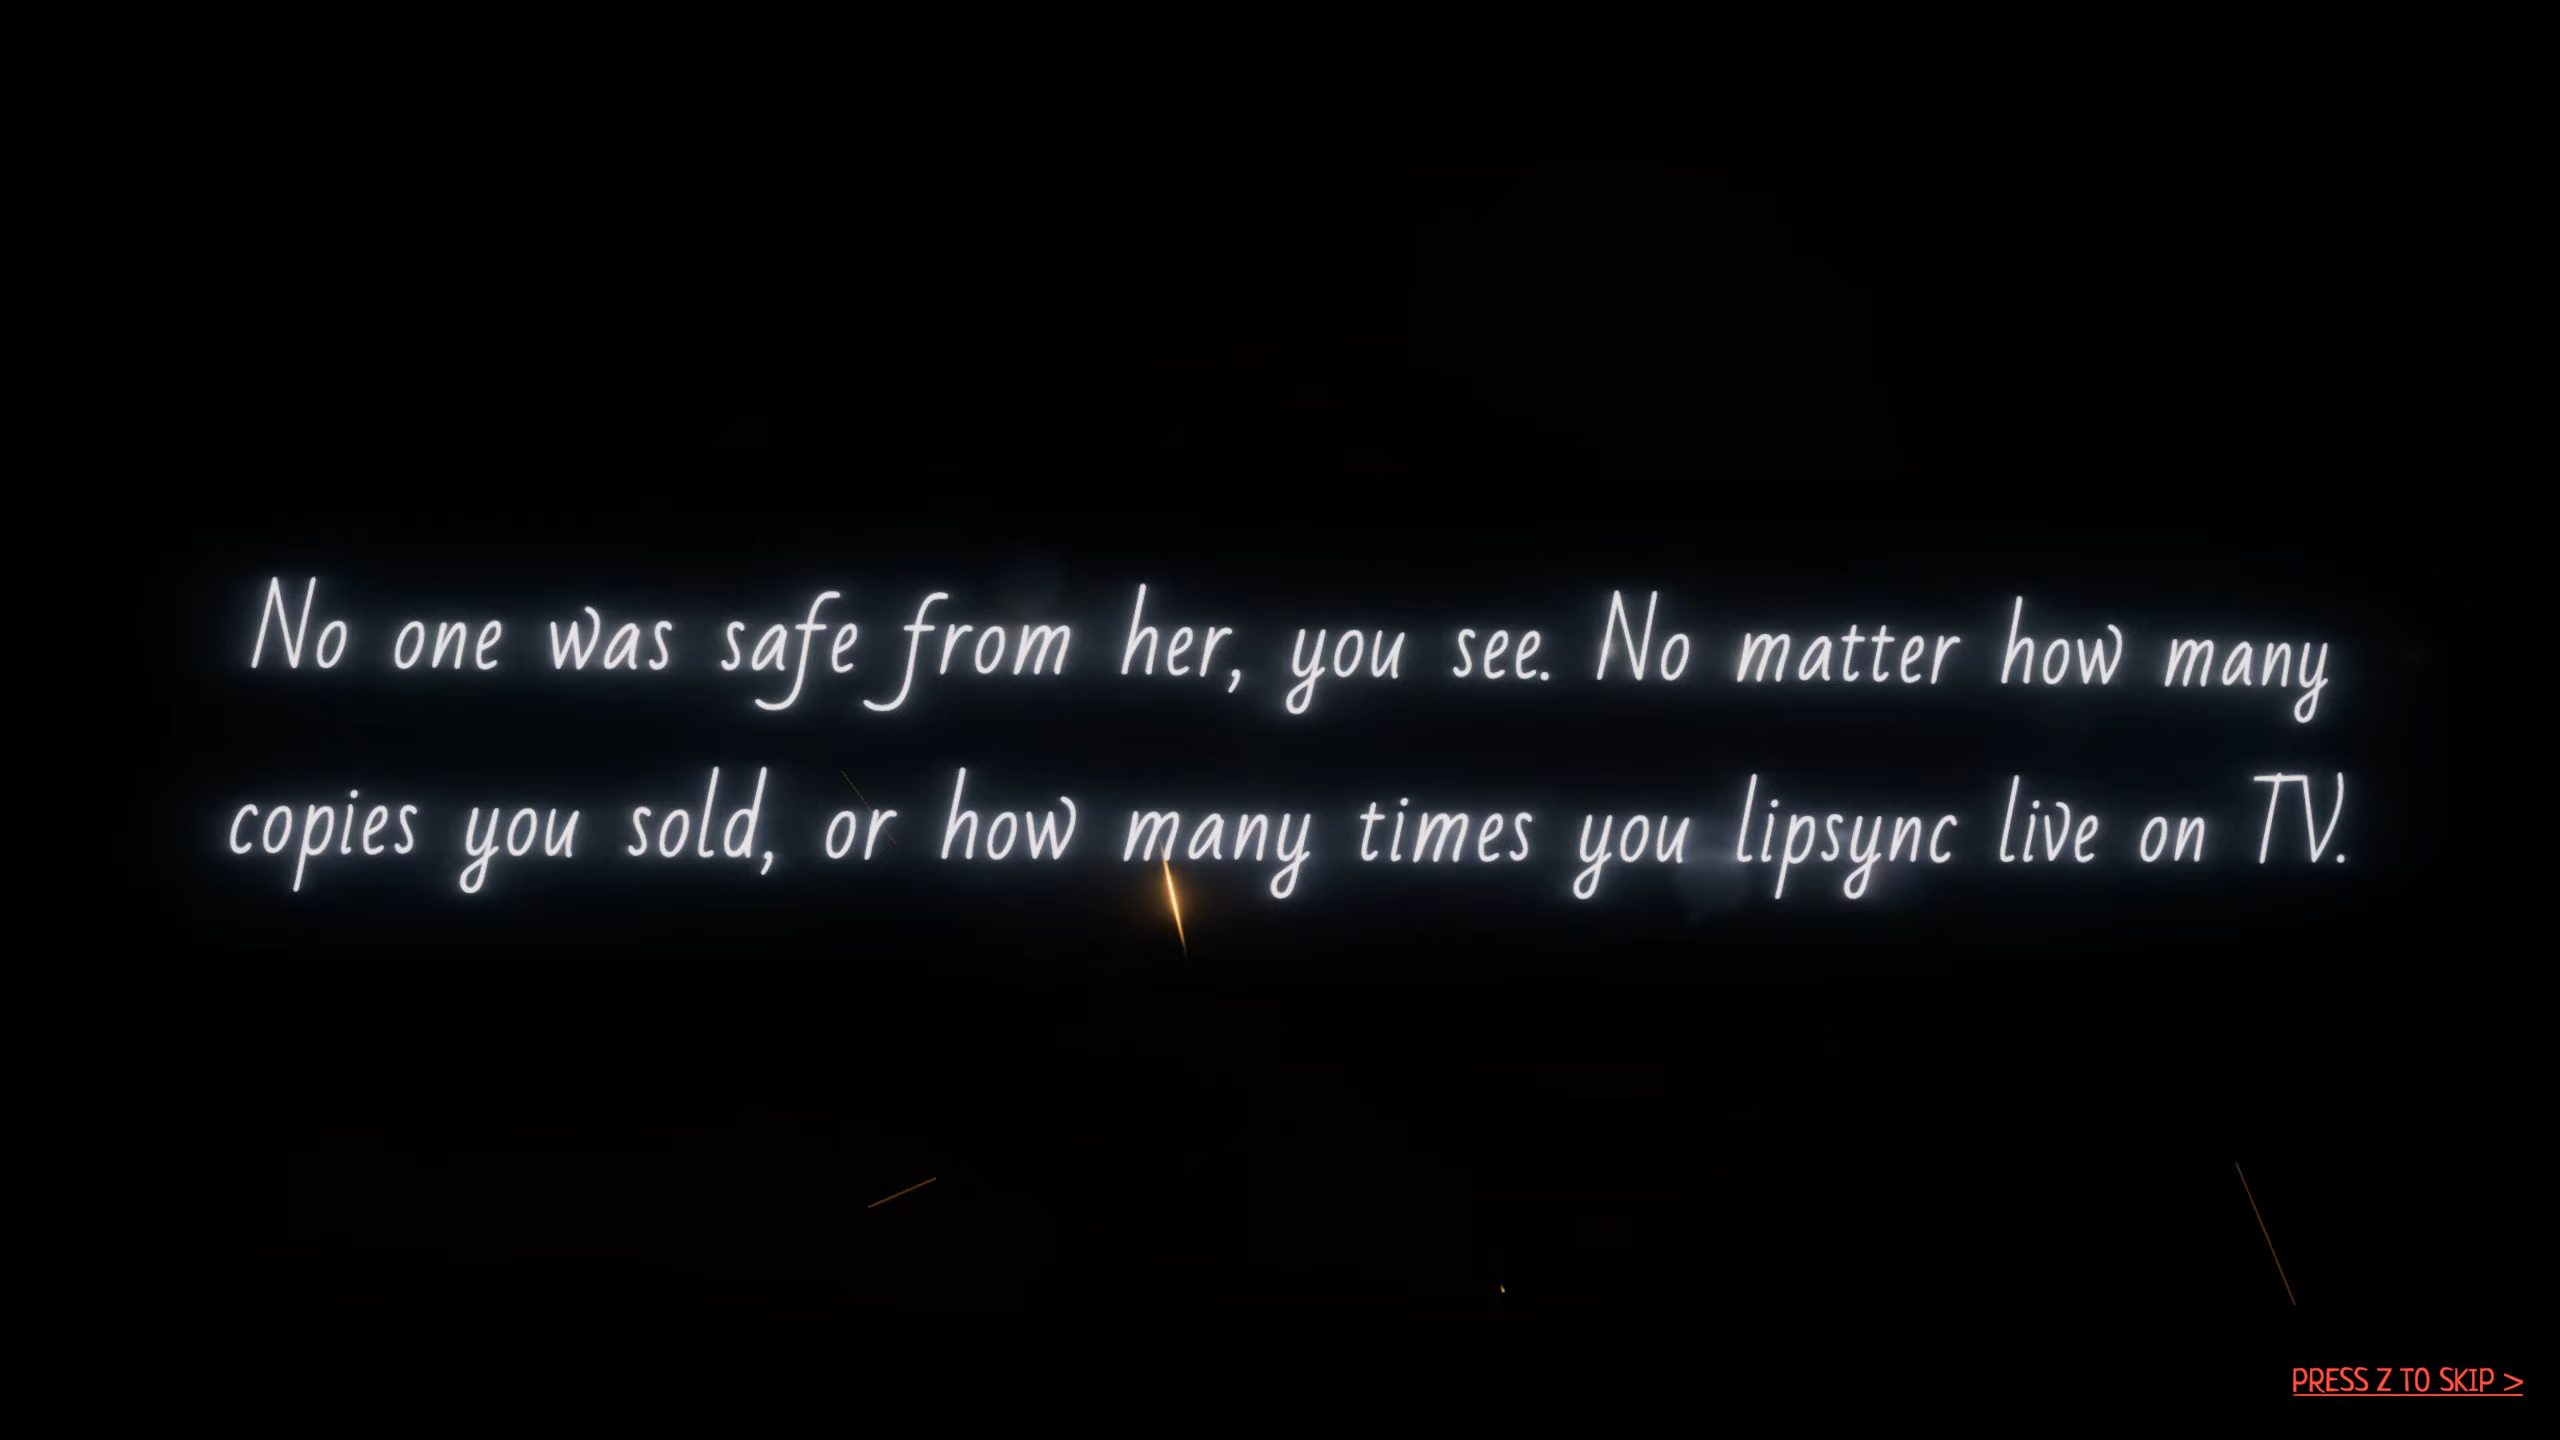 No one was safe from her, you see. No matter how many
copies you sold, or how many times you lipsync live on TV.
PRESS Z TO SKIP >